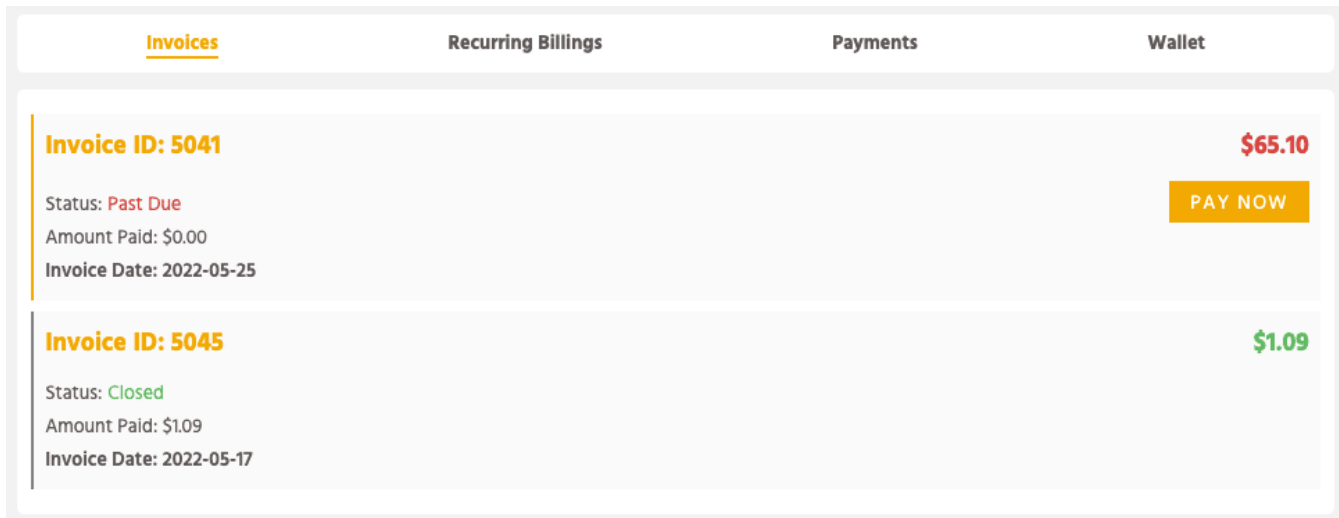 Invoices Recurring Billings Payments Wallet
Invoice ID: 5041 $65.10
Status: Past Due PAY NOW
Amount Paid: $0.00
Invoice Date: 2022-05-25
Invoice ID: 5045 $1.09
Status: Closed
Amount Paid: $1.09
Invoice Date: 2022-05-17